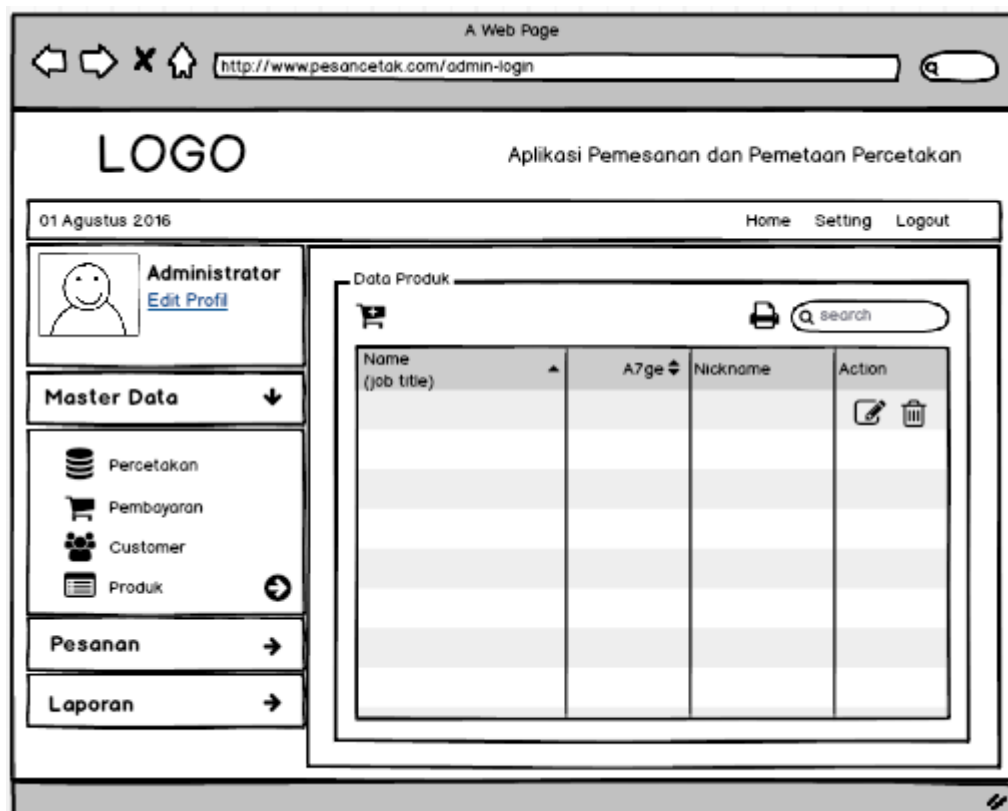 A Web Page
http://www.pesancetak.com/admin-login
LOGO
Aplikasi Pemesanan dan Pemetaan Percetakan
01 Agustus 2016
Home Setting Logout
Administrator
Edit Profil
Master Data
Percetakan
Pembayaran
Customer
Produk
Pesanan
Laporan
Data Produk
search
Name
(job title)
A7ge
Nickname
Action